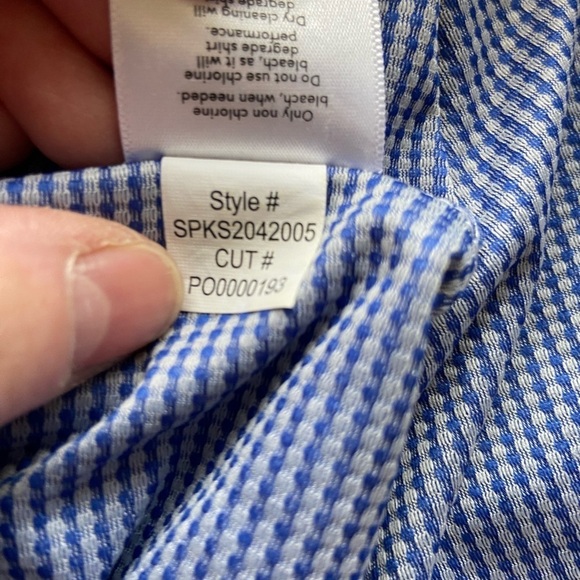 Only non chlorine
bleach, when needed.
Do not use chlorine
bleach, as it will
degrade shirt
performance.
Dry cleaning will
degrade
Style #
SPKS2042005
CUT #
PO0000193